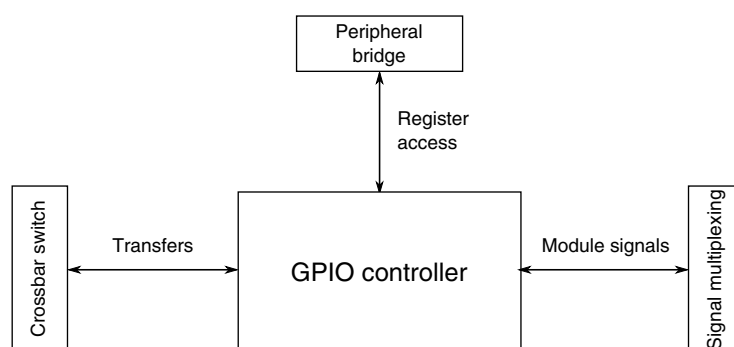 Peripheral
bridge
Register
access
Crossbar switch
Transfers
GPIO controller
Module signals
Signal multiplexing